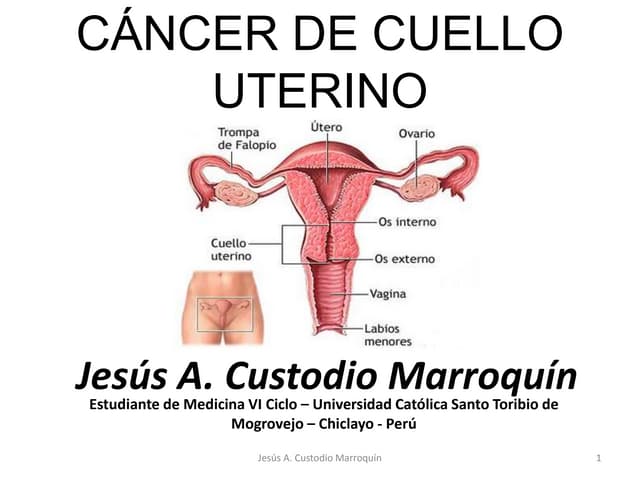 CÁNCER DE CUELLO
UTERINO
Trompa
de Falopio
Útero
Ovario
Os interno
Cuello
uterino
Os externo
Vagina
Labios
menores
Jesús A. Custodio Marroquín
Estudiante de Medicina VI Ciclo – Universidad Católica Santo Toribio de
Mogrovejo – Chiclayo - Perú
Jesús A. Custodio Marroquín
1